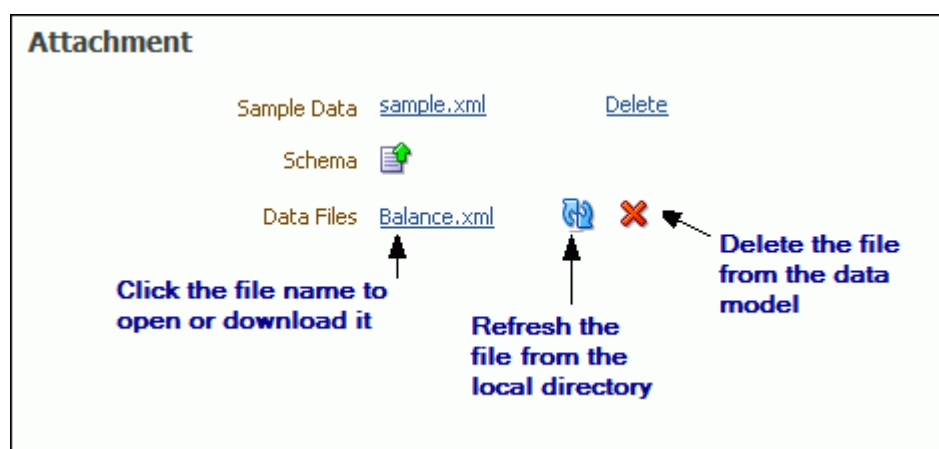 Attachment
Sample Data sample.xml Delete
Schema
Data Files Balance.xml
Click the file name to
open or download it
Refresh the
file from the
local directory
Delete the file
from the data
model